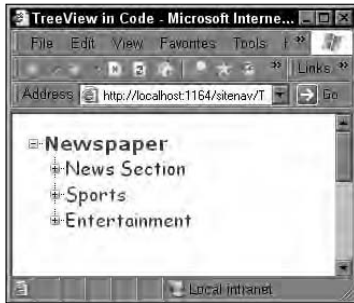 TreeView in Code - Microsoft Interne...
File Edit View Favorites Tools
Links
Address http://localhost:1164/sitenav/T Go
Newspaper
News Section
Sports
Entertainment
Local intranet